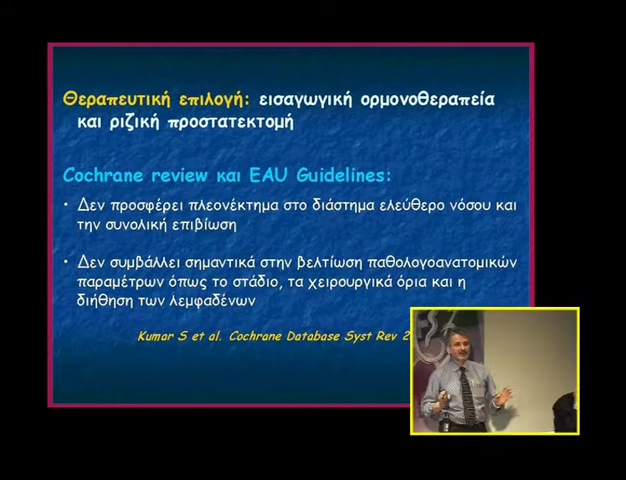 Θεραπευτική επιλογή: εισαγωγική ορμονοθεραπεία
και ριζική προστατεκτομή
Cochrane review και EAU Guidelines:
• Δεν προσφέρει πλεονέκτημα στο διάστημα ελεύθερο νόσου και
την συνολική επιβίωση
• Δεν συμβάλλει σημαντικά στην βελτίωση παθολογοανατομικών
παραμέτρων όπως το στάδιο, τα χειρουργικά όρια και η
διήθηση των λεμφαδένων
Kumar S et al. Cochrane Database Syst Rev 2